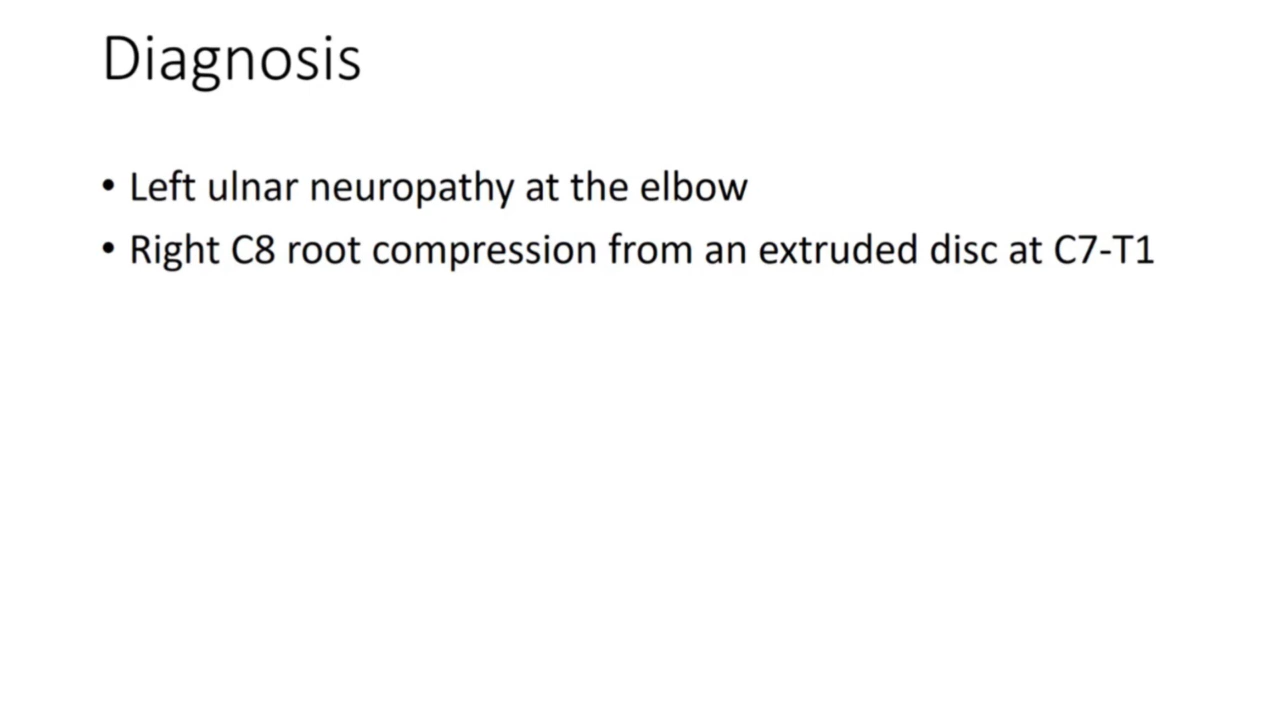 Diagnosis
• Left ulnar neuropathy at the elbow
• Right C8 root compression from an extruded disc at C7-T1